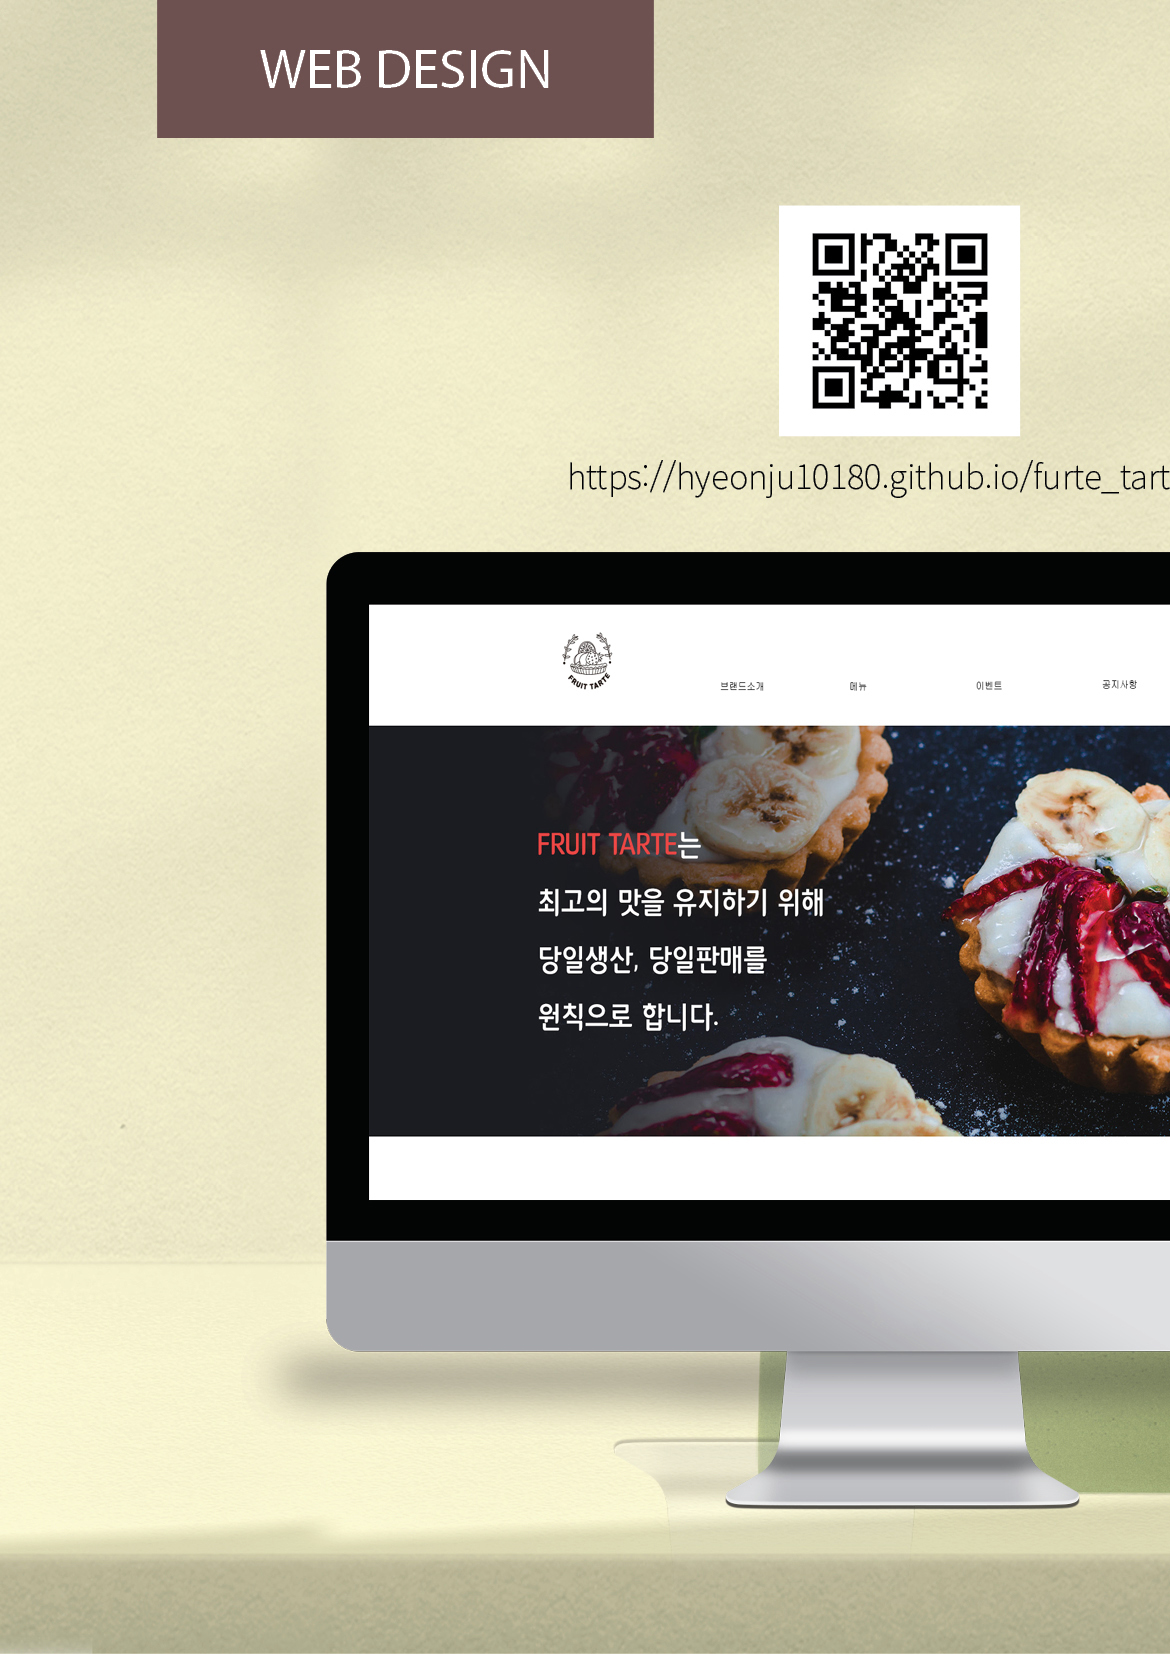 WEB DESIGN
https://hyeonju10180.github.io/furte_tart
FRUIT TARTE
브랜드소개 메뉴 이벤트 공지사항
FRUIT TARTE는
최고의 맛을 유지하기 위해
당일생산, 당일판매를
원칙으로 합니다.